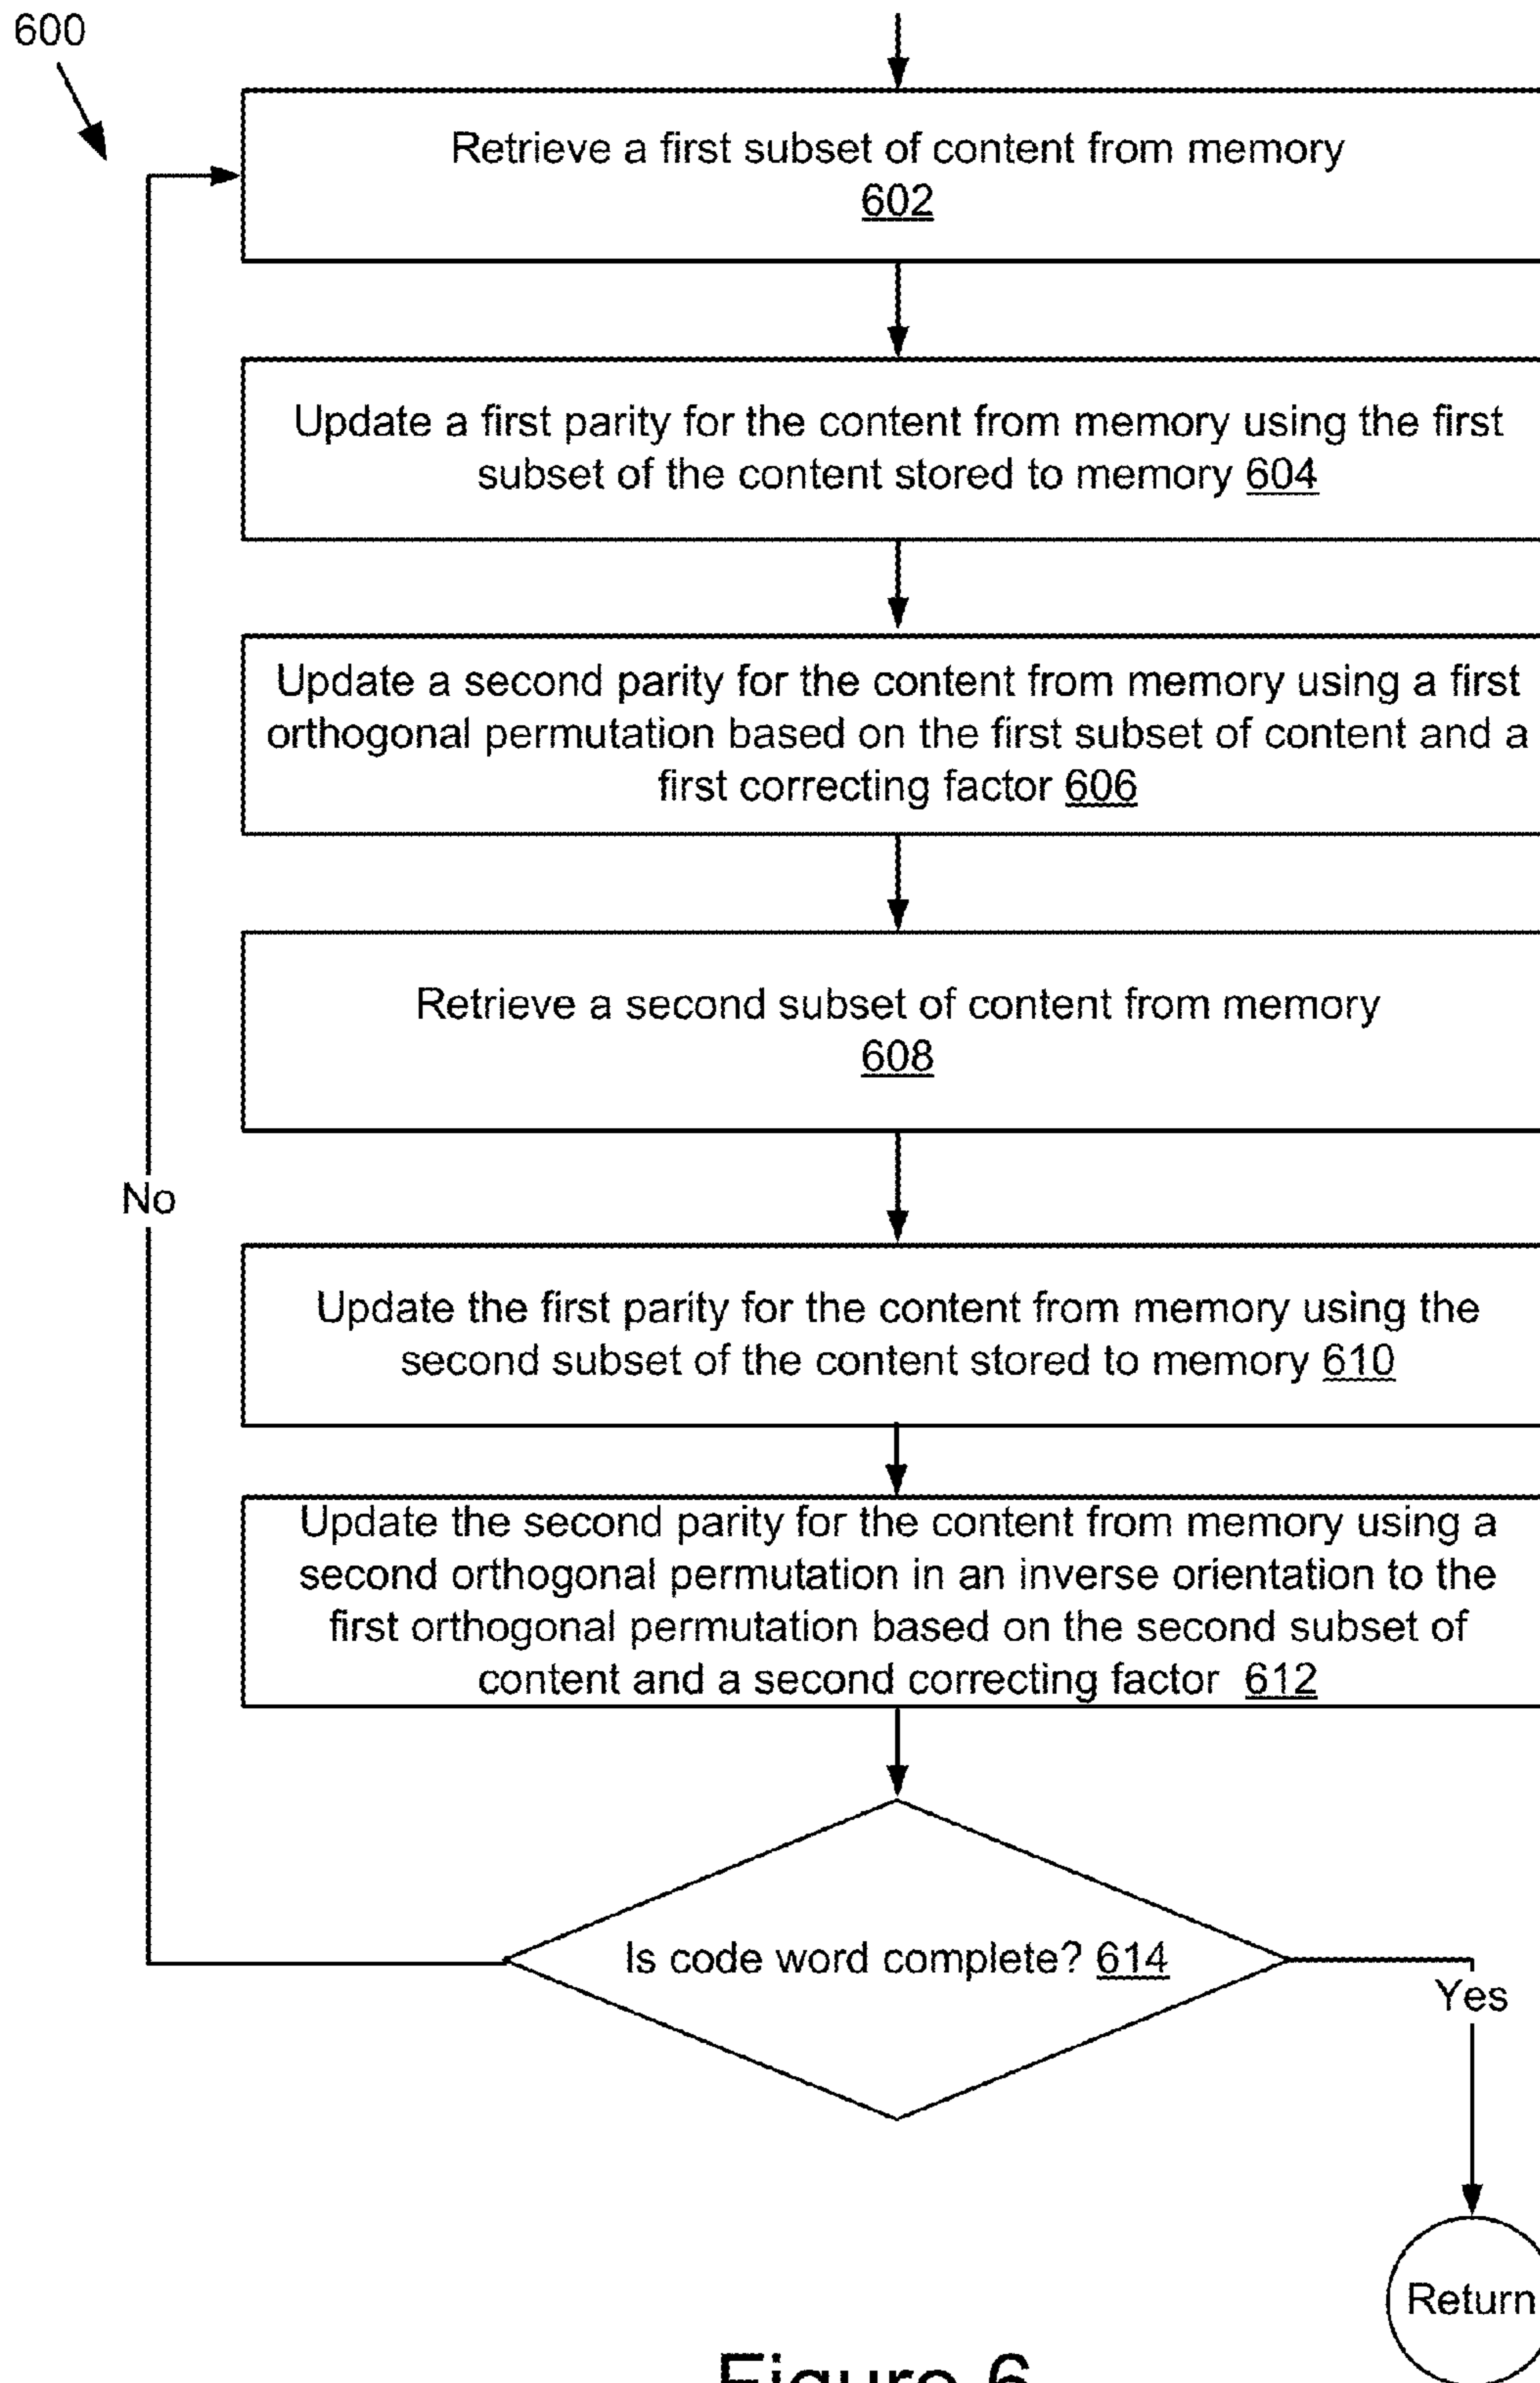 600
Retrieve a first subset of content from memory
602
Update a first parity for the content from memory using the first
subset of the content stored to memory 604
Update a second parity for the content from memory using a first
orthogonal permutation based on the first subset of content and a
first correcting factor 606
Retrieve a second subset of content from memory
608
No
Update the first parity for the content from memory using the
second subset of the content stored to memory 610
Update the second parity for the content from memory using a
second orthogonal permutation in an inverse orientation to the
first orthogonal permutation based on the second subset of
content and a second correcting factor 612
Is code word complete? 614
Yes
Return
Figure 6